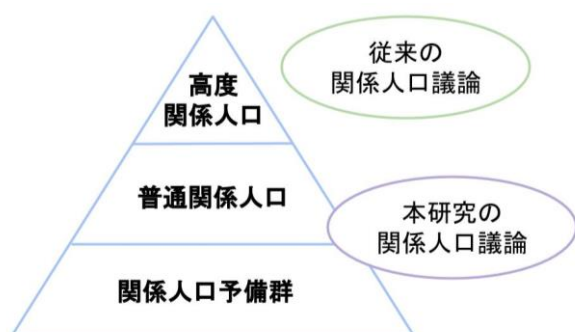 高度
関係人口
従来の
関係人口議論
普通関係人口
本研究の
関係人口議論
関係人口予備群